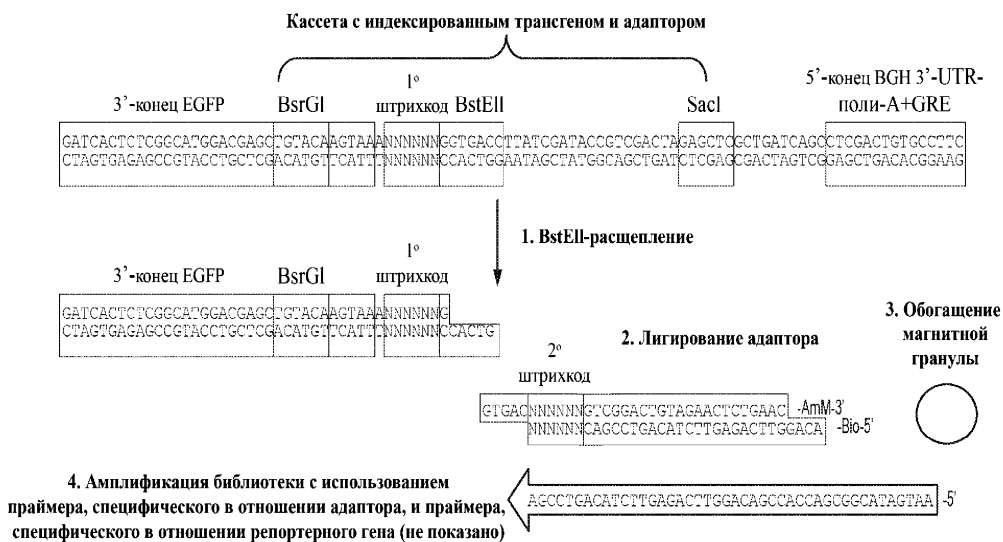 Кассета с индексированным трансгеном и адаптором
3’-конец EGFP
BsrGI
1°
штрихкод
BstEII
SacI
5’-конец BGH 3’-UTR-
поли-A+GRE
GATCACTCTCGGCATGGACGAGCTGTACAAGTAAANNNNNNGGTGACCTTATCGATACCGTCGACTAGAGCTCGCTGATCAGCCTCGACTGTGCCTTC
CTAGTGAGAGCCGTACCTGCTCGACATGTTCATTTNNNNNNCCACTGGAATAGCTATGGCAGCTGATCTCGAGCGACTAGTCGGAGCTGACACGGAAG
1. BstEII-расщепление
3’-конец EGFP
BsrGI
1°
штрихкод
GATCACTCTCGGCATGGACGAGCTGTACAAGTAAANNNNNNG
CTAGTGAGAGCCGTACCTGCTCGACATGTTCATTTNNNNNNCCACTG
2. Лигирование адаптора
3. Обогащение
магнитной
гранулы
2°
штрихкод
GTGACNNNNNNGTCGGACTGTAGAACTCTGAAC -AmM-3’
NNNNNNCAGCCTGACATCTTGAGACTTGGACA -Bio-5’
4. Амплификация библиотеки с использованием
праймера, специфического в отношении адаптора, и праймера,
специфического в отношении репортерного гена (не показано)
AGCCTGACATCTTGAGACTTGGACAGCCACCAGCGGCATAGTAA -5’